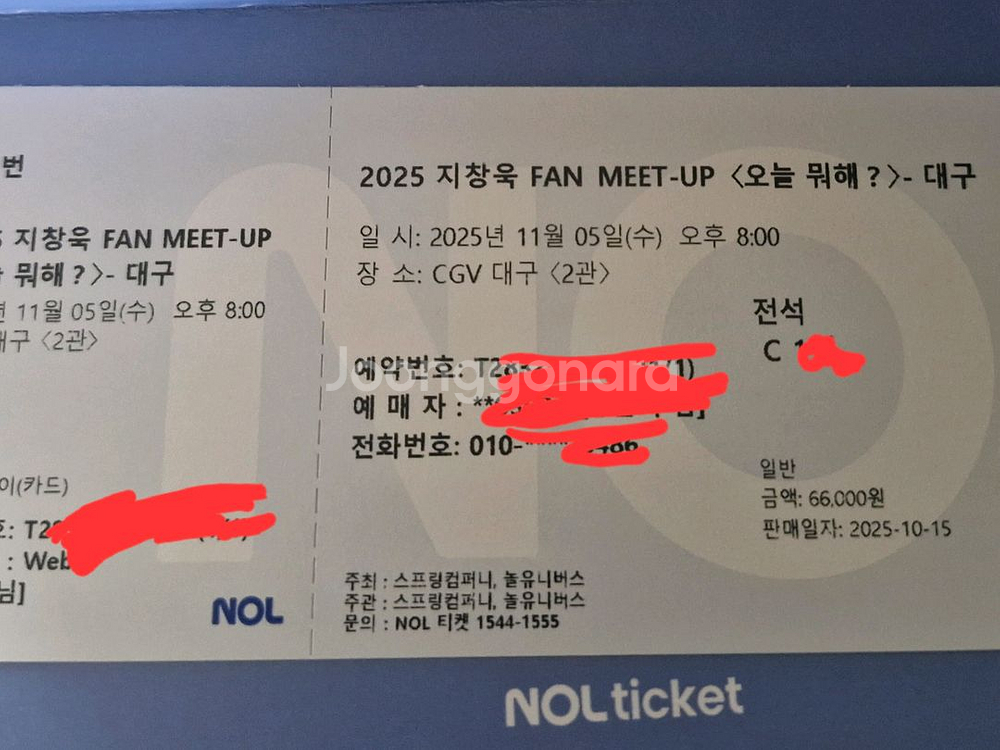 번
지창욱 FAN MEET-UP
뭐해 ? 〉- 대구
11월 05일(수) 오후 8:00
대구 〈2관〉
이(카드)
호: T2
: Web
님]
NOL
2025 지창욱 FAN MEET-UP 〈오늘 뭐해 ? 〉- 대구
일 시: 2025년 11월 05일(수) 오후 8:00
장 소: CGV 대구 〈2관〉
전석
C 1
예약번호: T2 (1)
예 매 자 : **
전화번호: 010-
Joonggonara
일반
금액: 66,000원
판매일자: 2025-10-15
주최 : 스프링컴퍼니, 놀유니버스
주관 : 스프링컴퍼니, 놀유니버스
문의 : NOL 티켓 1544-1555
NOL ticket